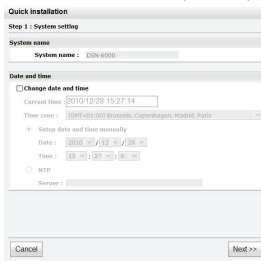 Quick installation
Step 1 : System setting
System name
System name : DSN-6000
Date and time
Change date and time
Current time : 2010/12/28 15:27:14
Time zone : (GMT+01:00) Brussels, Copenhagen, Madrid, Paris
Setup date and time manually
Date : 2010 / 12 / 28
Time : 15 : 27 : 8
NTP
Server :
Cancel Next >>